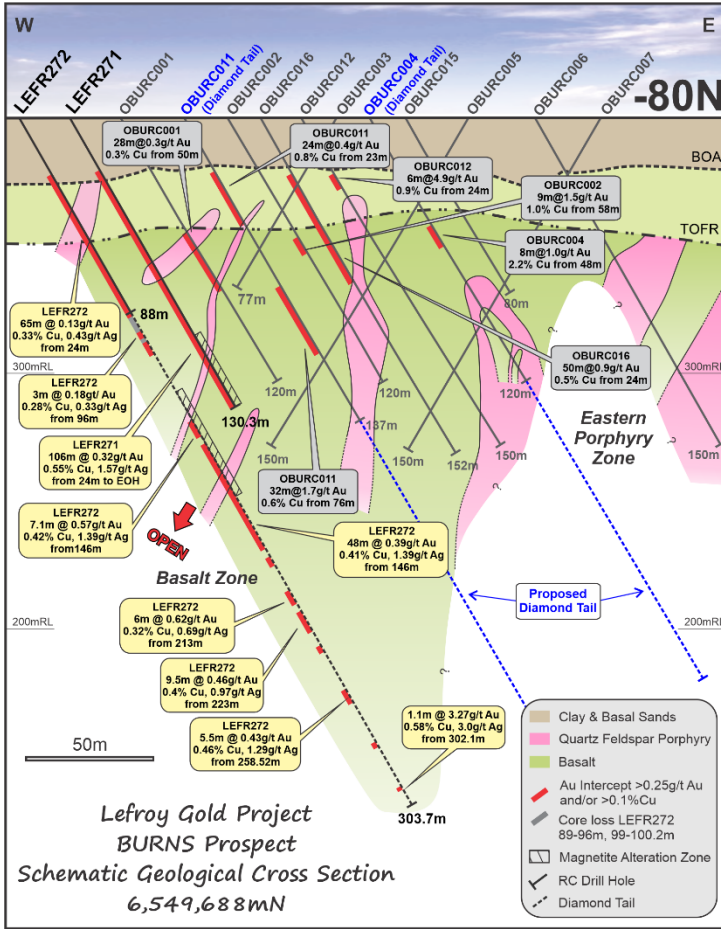 W
E
LEFR272
LEFR271
OBURC001
OBURC011
(Diamond Tail)
OBURC002
OBURC016
OBURC012
OBURC003
OBURC004
(Diamond Tail)
OBURC015
OBURC005
OBURC006
OBURC007
-80N
OBURC001
28m@0.3g/t Au
0.3% Cu from 50m
OBURC011
24m@0.4g/t Au
0.8% Cu from 23m
OBURC012
6m@4.9g/t Au
0.9% Cu from 24m
OBURC002
9m@1.5g/t Au
1.0% Cu from 58m
OBURC004
8m@1.0g/t Au
2.2% Cu from 48m
BOA
TOFR
LEFR272
65m @ 0.13g/t Au
0.33% Cu, 0.43g/t Ag
from 24m
88m
77m
80m
?
?
?
OBURC016
50m@0.9g/t Au
0.5% Cu from 24m
300mRL
300mRL
LEFR272
3m @ 0.18gt/ Au
0.28% Cu, 0.33g/t Ag
from 96m
120m
120m
120m
130.3m
137m
LEFR271
106m @ 0.32g/t Au
0.55% Cu, 1.57g/t Ag
from 24m to EOH
150m
150m
152m
150m
150m
Eastern
Porphyry
Zone
OBURC011
32m@1.7g/t Au
0.6% Cu from 76m
LEFR272
7.1m @ 0.57g/t Au
0.42% Cu, 1.39g/t Ag
from146m
OPEN
LEFR272
48m @ 0.39g/t Au
0.41% Cu, 1.39g/t Ag
from 146m
Basalt Zone
Proposed
Diamond Tail
LEFR272
6m @ 0.62g/t Au
0.32% Cu, 0.69g/t Ag
from 213m
200mRL
200mRL
LEFR272
9.5m @ 0.46g/t Au
0.4% Cu, 0.97g/t Ag
from 223m
?
LEFR272
5.5m @ 0.43g/t Au
0.46% Cu, 1.29g/t Ag
from 258.52m
1.1m @ 3.27g/t Au
0.58% Cu, 3.0g/t Ag
from 302.1m
50m
303.7m
Lefroy Gold Project
BURNS Prospect
Schematic Geological Cross Section
6,549,688mN
Clay & Basal Sands
Quartz Feldspar Porphyry
Basalt
Au Intercept >0.25g/t Au
and/or >0.1%Cu
Core loss LEFR272
89-96m, 99-100.2m
Magnetite Alteration Zone
RC Drill Hole
Diamond Tail